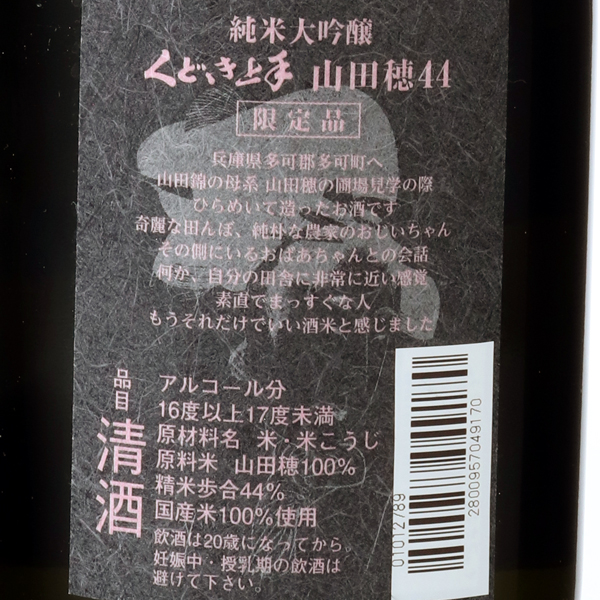 純米大吟醸
くどき上手 山田穂44
限定品
兵庫県多可郡多可町へ
山田錦の母系 山田穂の圃場見学の際
ひらめいて造ったお酒です
奇麗な田んぼ、純朴な農家のおじいちゃん
その側にいるおばあちゃんとの会話
何か、自分の田舎に非常に近い感覚
素直でまっすぐな人
もうそれだけでいい酒米と感じました
品目
清酒
アルコール分
16度以上17度未満
原材料名 米・米こうじ
原料米 山田穂100%
精米歩合44%
国産米100%使用
飲酒は20歳になってから。
妊娠中・授乳期の飲酒は
避けて下さい。
01012789
2800957049170